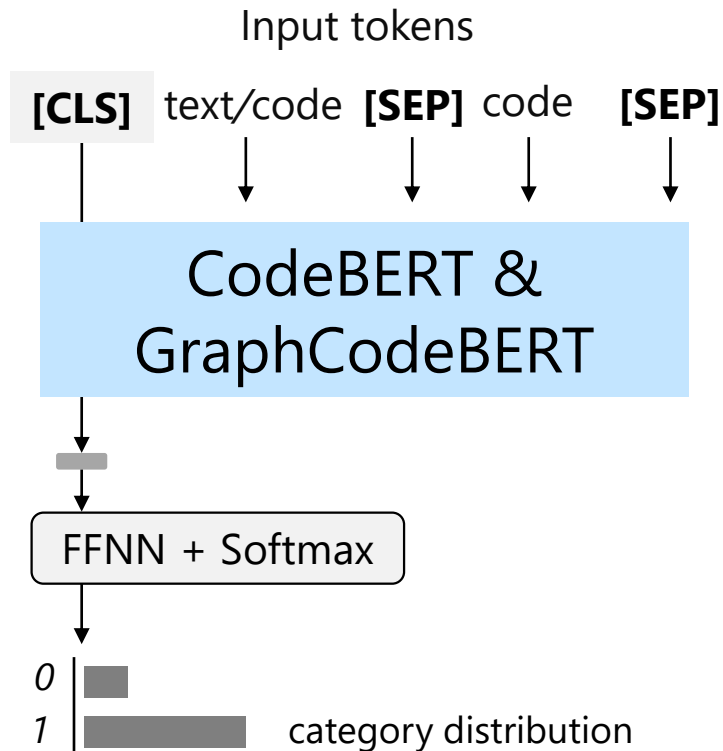 Input tokens
[CLS] text/code [SEP] code [SEP]
CodeBERT &
GraphCodeBERT
FFNN + Softmax
0
1 category distribution